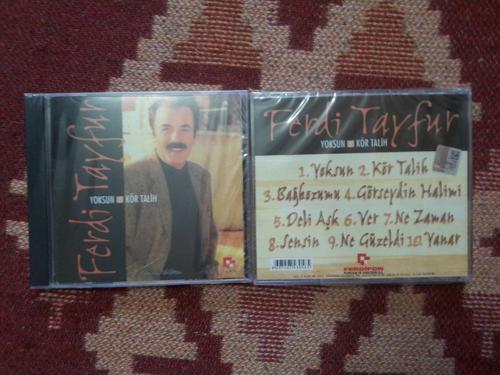 Ferdi Tayfur
YOKSUN KÖR TALİH
Ferdi Tayfur
YOKSUN KÖR TALİH
1. Yoksun 2. Kör Talih
3. Bağbozumu 4. Görseydin Halimi
5. Deli Aşk 6. Ver 7. Ne Zaman
8. Sensin 9. Ne Güzeldi 10. Yanar
FERDİFON